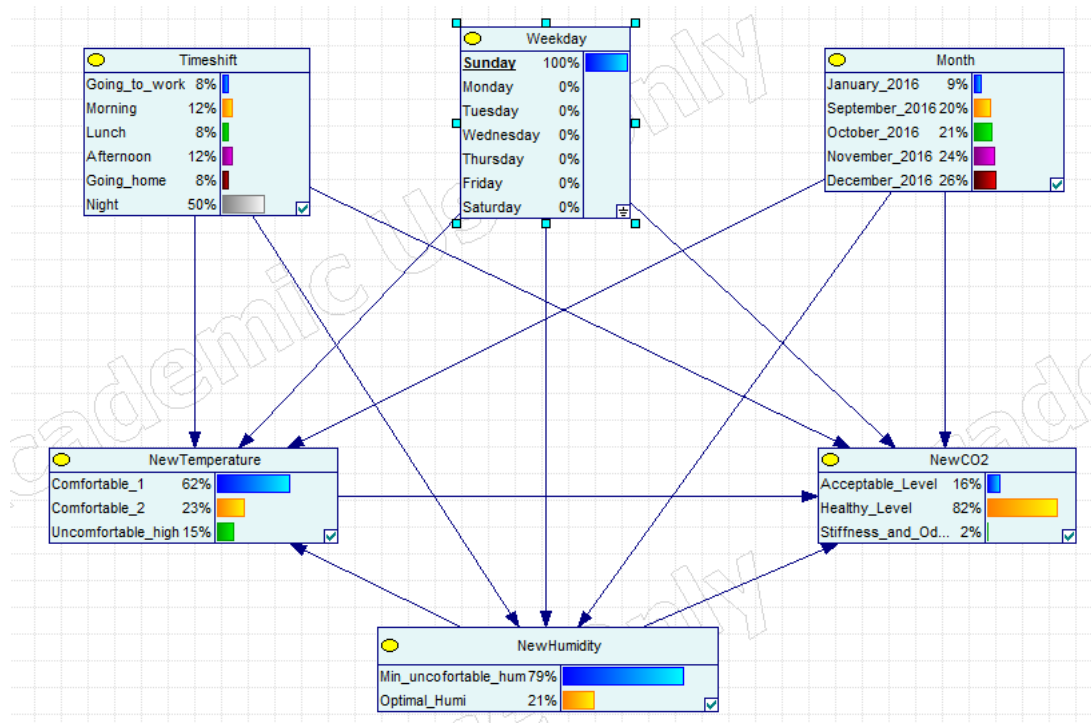 Timeshift
Going_to_work 8%
Morning 12%
Lunch 8%
Afternoon 12%
Going_home 8%
Night 50%
Weekday
Sunday 100%
Monday 0%
Tuesday 0%
Wednesday 0%
Thursday 0%
Friday 0%
Saturday 0%
Month
January_2016 9%
September_2016 20%
October_2016 21%
November_2016 24%
December_2016 26%
NewTemperature
Comfortable_1 62%
Comfortable_2 23%
Uncomfortable_high 15%
NewCO2
Acceptable_Level 16%
Healthy_Level 82%
Stiffness_and_Od... 2%
NewHumidity
Min_uncofortable_hum 79%
Optimal_Humi 21%